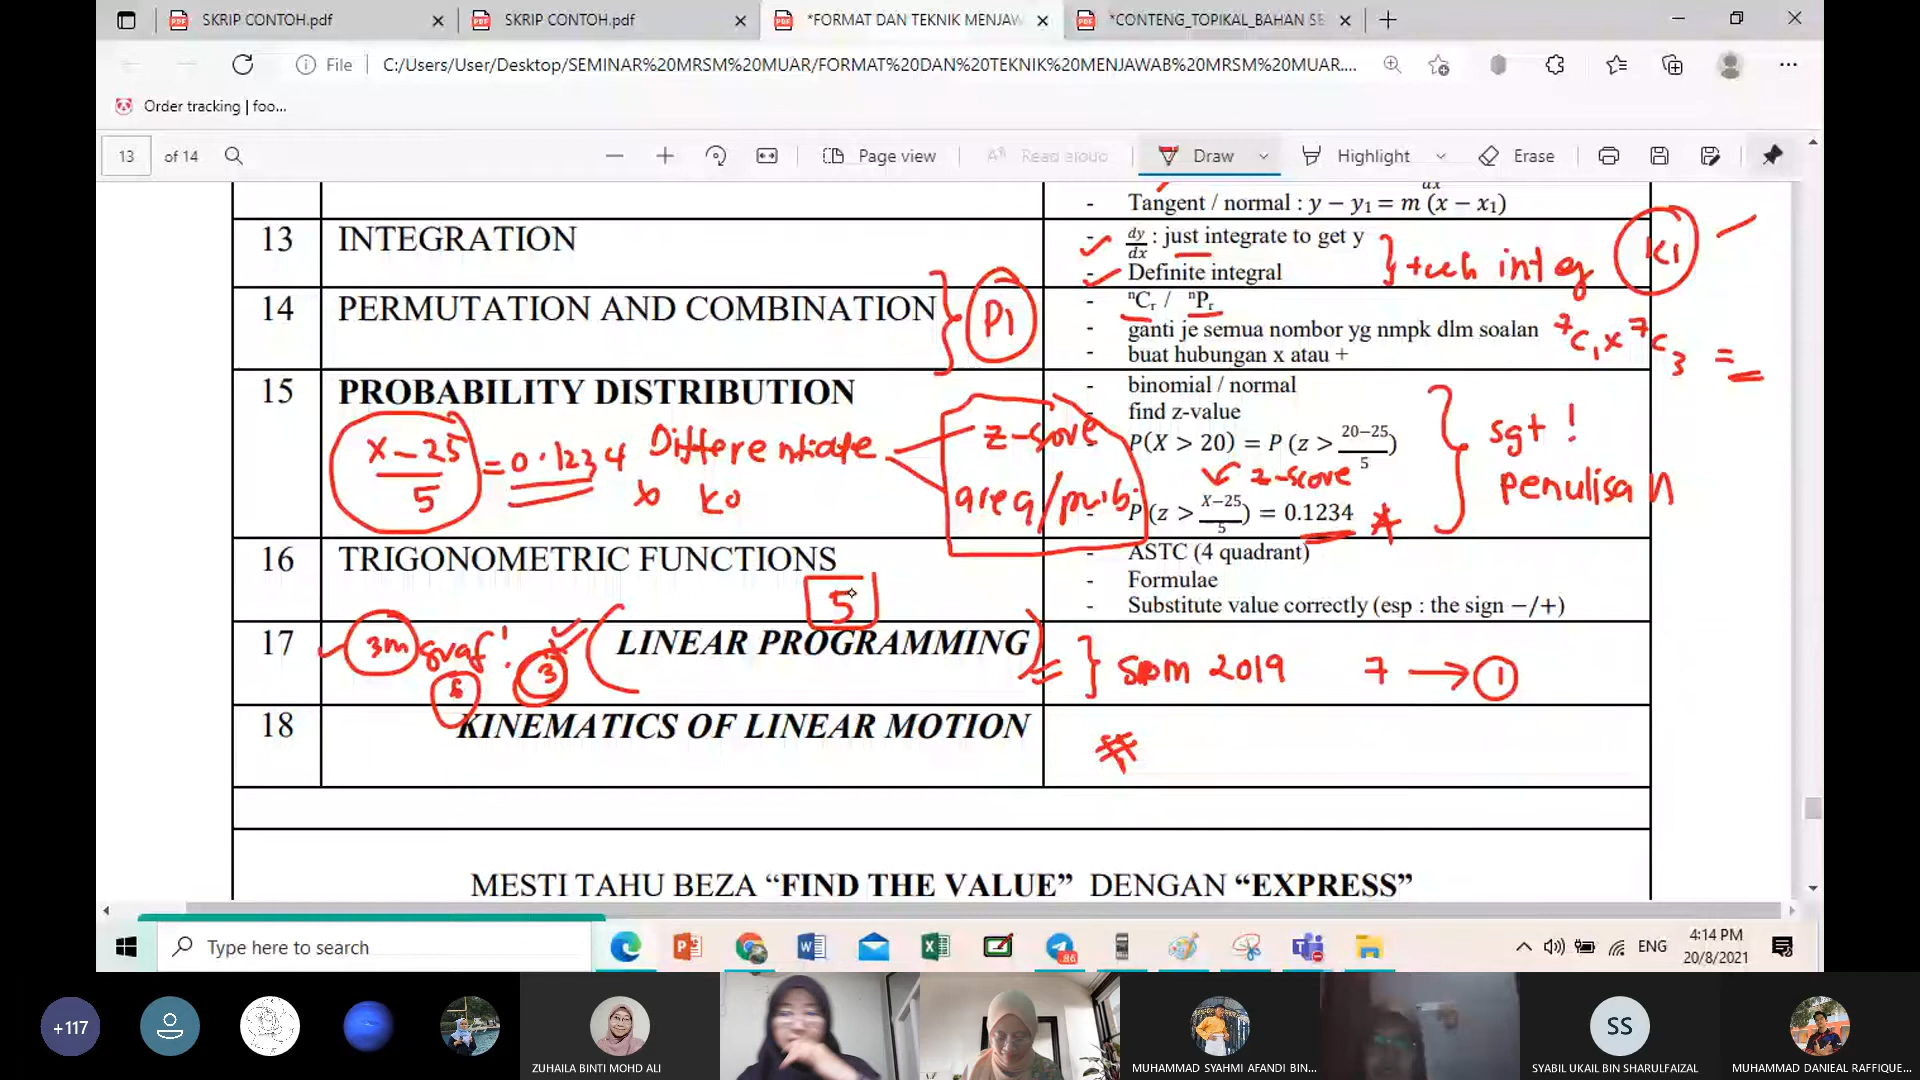 SKRIP CONTOH.pdf
SKRIP CONTOH.pdf
*FORMAT DAN TEKNIK MENJAW
*CONTENG_TOPIKAL_BAHAN SE
File
C:/Users/User/Desktop/SEMINAR%20MRSM%20MUAR/FORMAT%20DAN%20TEKNIK%20MENJAWAB%20MRSM%20MUAR....
Order tracking | foo...
13 of 14
Page view
Read aloud
Draw
Highlight
Erase
dx
- Tangent / normal : y − y₁ = m (x − x₁)
13 INTEGRATION
- dy/dx : just integrate to get y
- Definite integral
K1
14 PERMUTATION AND COMBINATION
P1
- ⁿCᵣ / ⁿPᵣ
- ganti je semua nombor yg nmpk dlm soalan
- buat hubungan x atau +
⁷C₁ x ⁷C₃ =
15 PROBABILITY DISTRIBUTION
x − 25 / 5 = 0.1234
Differentiate
z-score
area/prob.
- binomial / normal
- find z-value
- P(X > 20) = P (z > 20−25/5)
z-score
- P (z > X−25/5) = 0.1234
sgt !
penulisan
16 TRIGONOMETRIC FUNCTIONS
- ASTC (4 quadrant)
- Formulae
- Substitute value correctly (esp : the sign −/+)
5
17 3m graf! 3 (LINEAR PROGRAMMING)
} SPM 2019 7 → 1
18 KINEMATICS OF LINEAR MOTION
#
MESTI TAHU BEZA “FIND THE VALUE” DENGAN “EXPRESS”
Type here to search
86
ENG
4:14 PM
20/8/2021
+117
ZUHAILA BINTI MOHD ALI
MUHAMMAD SYAHMI AFANDI BIN...
SS
SYABIL UKAIL BIN SHARULFAIZAL
MUHAMMAD DANIEAL RAFFIQUE...